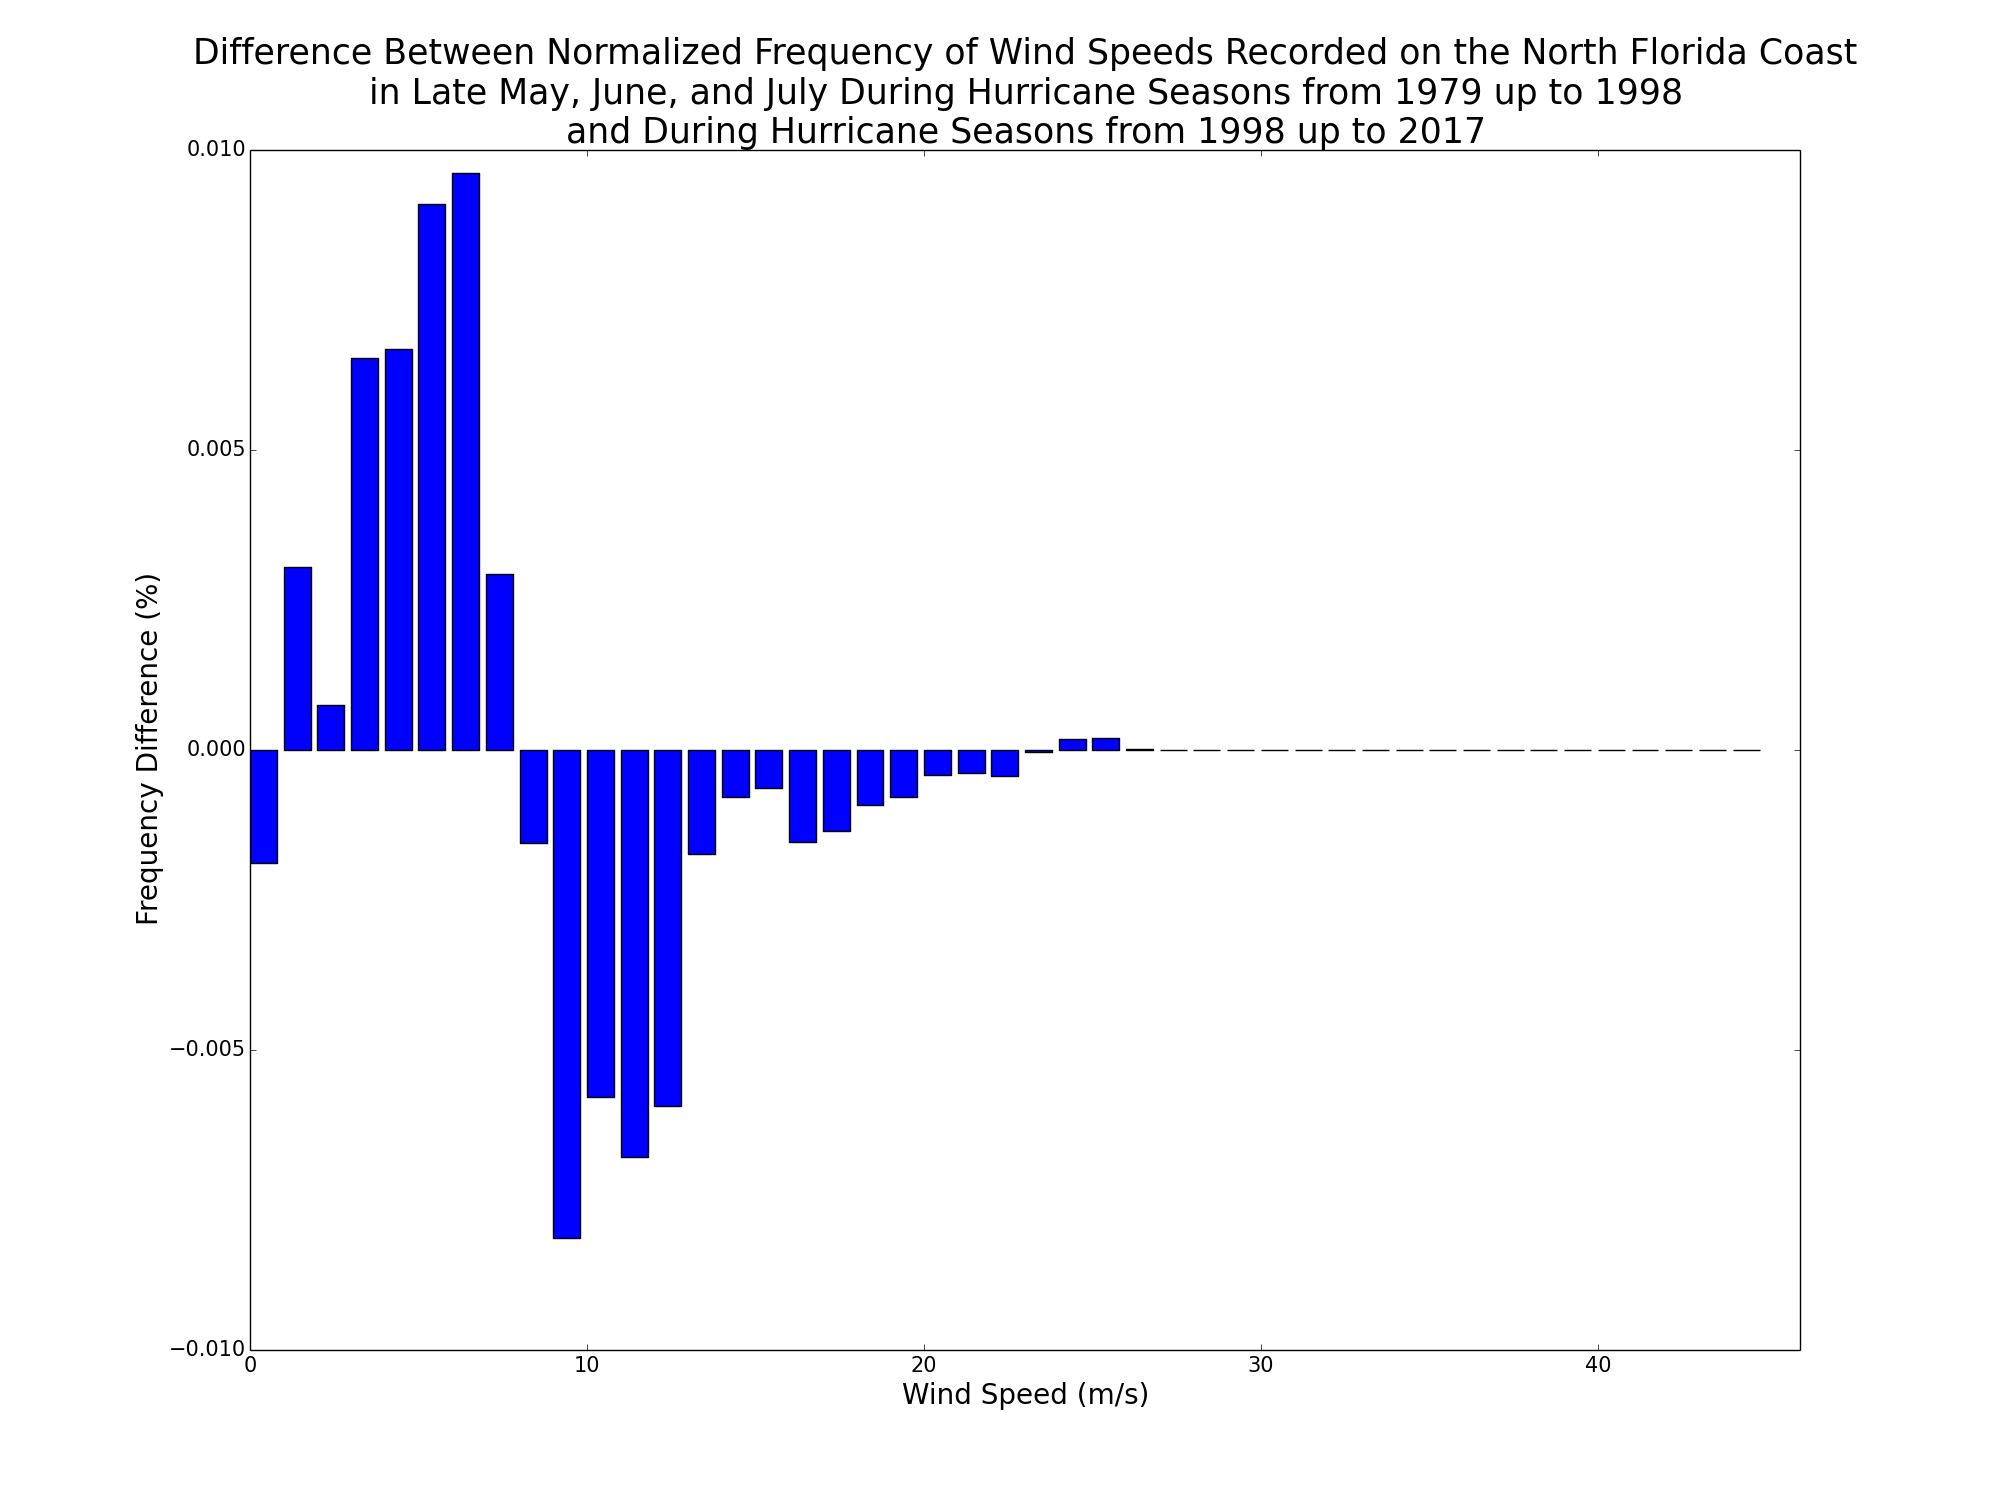 Difference Between Normalized Frequency of Wind Speeds Recorded on the North Florida Coast
in Late May, June, and July During Hurricane Seasons from 1979 up to 1998
and During Hurricane Seasons from 1998 up to 2017
0.010
0.005
0.000
−0.005
−0.010
Frequency Difference (%)
0 10 20 30 40
Wind Speed (m/s)